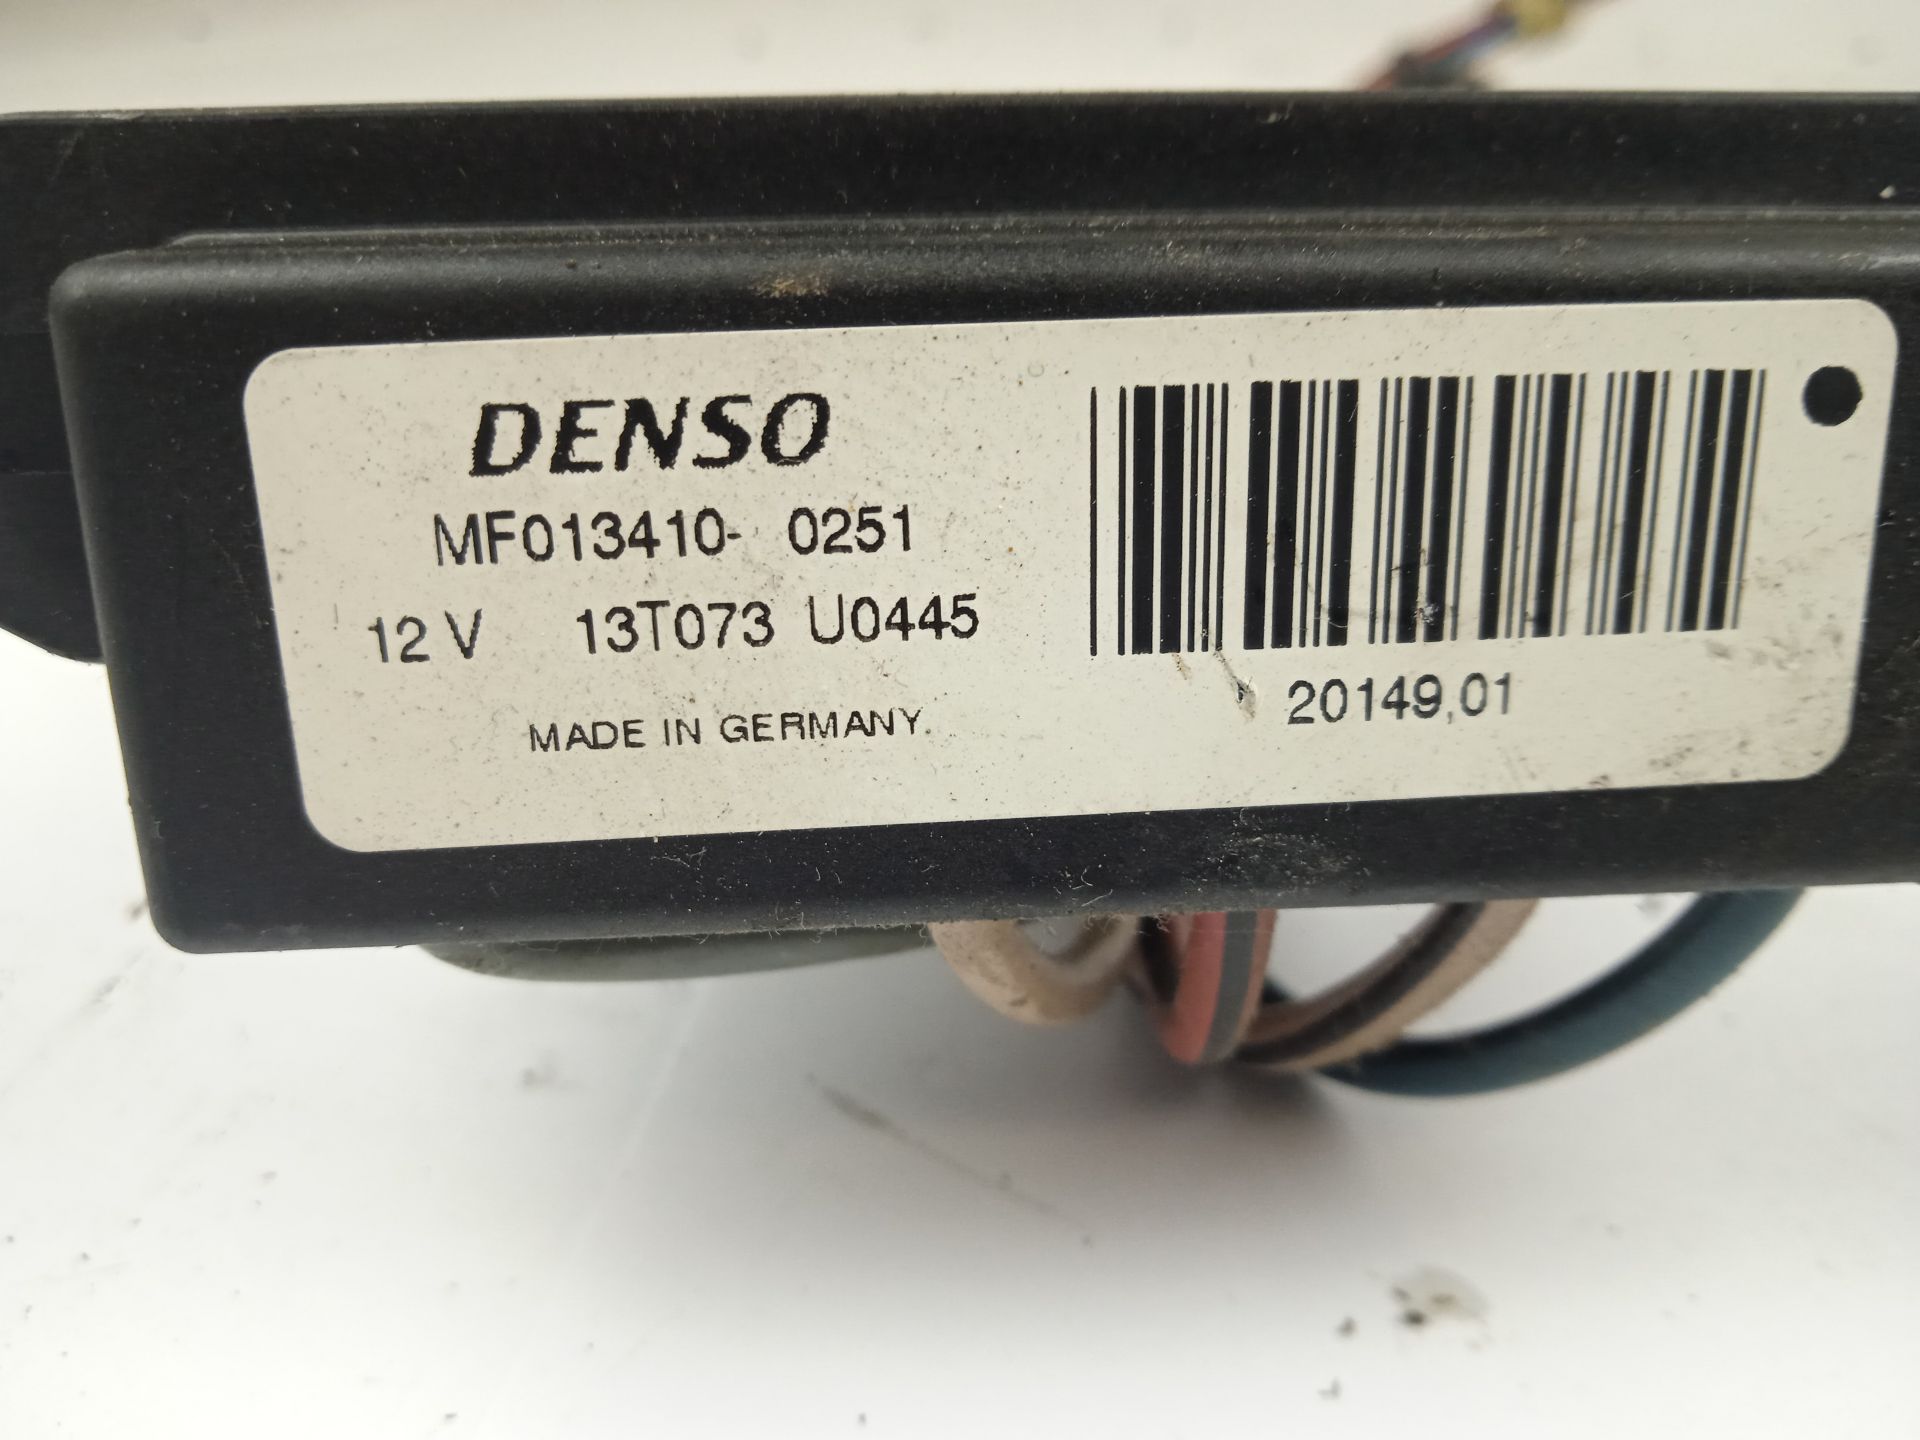 DENSO
MF013410- 0251
12 V 13T073 U0445
MADE IN GERMANY.
20149,01